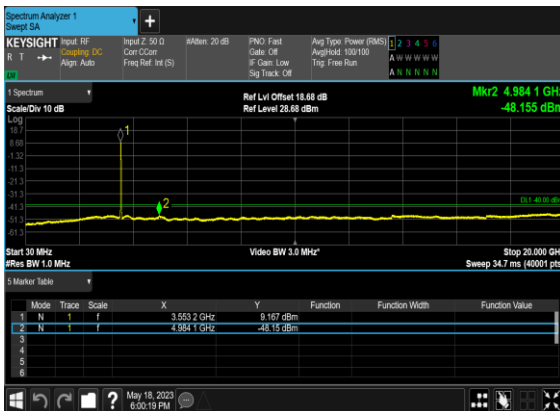 Spectrum Analyzer 1
Swept SA
+
KEYSIGHT Input: RF Input Z: 50 Ω #Atten: 20 dB PNO: Fast Avg Type: Power (RMS) 1 2 3 4 5 6
R T Coupling: DC Corr CCorr Gate: Off Avg|Hold: 100/100 A W W W W W
Align: Auto Freq Ref: Int (S) IF Gain: Low Trig: Free Run
LV Sig Track: Off A N N N N N
1 Spectrum
Ref Lvl Offset 18.68 dB Mkr2 4.984 1 GHz
Scale/Div 10 dB Ref Level 28.68 dBm -48.155 dBm
Log
18.7
8.68
-1.32
-11.3
-21.3
-31.3
-41.3
-51.3
-61.3
1
2
DL1 -40.00 dBm
Start 30 MHz Video BW 3.0 MHz* Stop 20.000 GH
#Res BW 1.0 MHz Sweep 34.7 ms (40001 pts
5 Marker Table
Mode Trace Scale X Y Function Function Width Function Value
1 N 1 f 3.553 2 GHz 9.167 dBm
2 N 1 f 4.984 1 GHz -48.15 dBm
3
4
5
6
?
May 18, 2023
6:00:19 PM